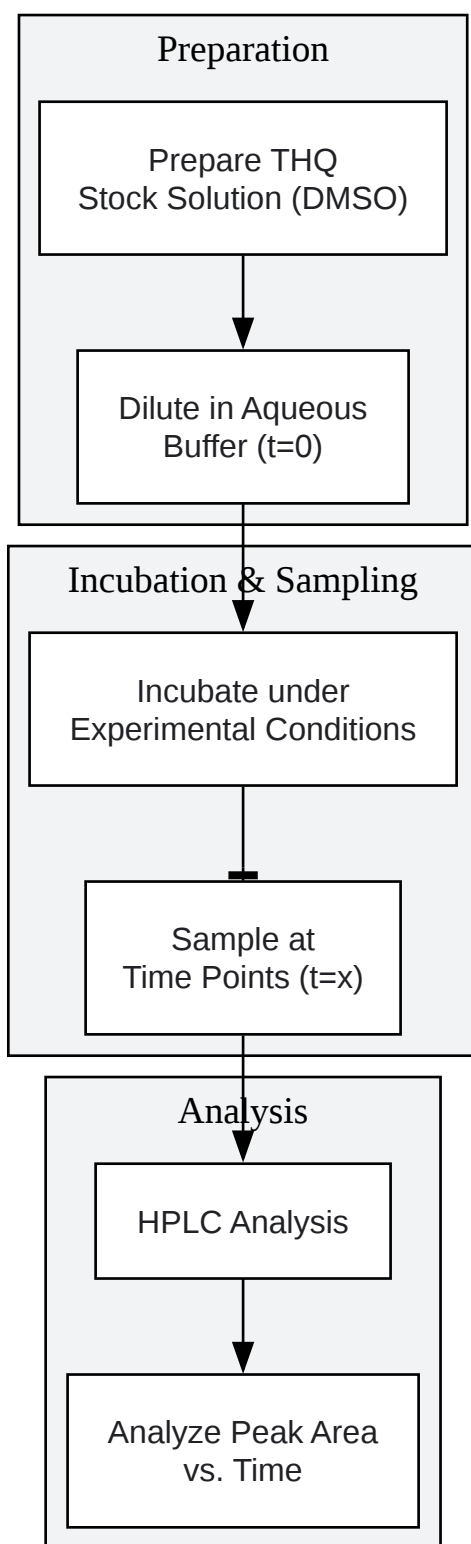 Preparation
Prepare THQ
Stock Solution (DMSO)
Dilute in Aqueous
Buffer (t=0)
Incubation & Sampling
Incubate under
Experimental Conditions
Sample at
Time Points (t=x)
Analysis
HPLC Analysis
Analyze Peak Area
vs. Time